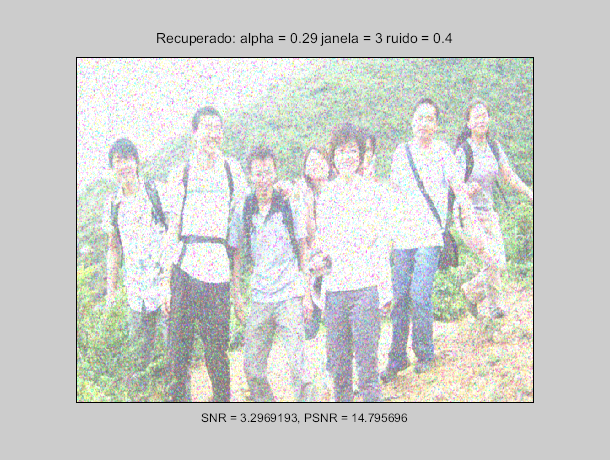 Recuperado: alpha = 0.29 janela = 3 ruido = 0.4
SNR = 3.2969193, PSNR = 14.795696